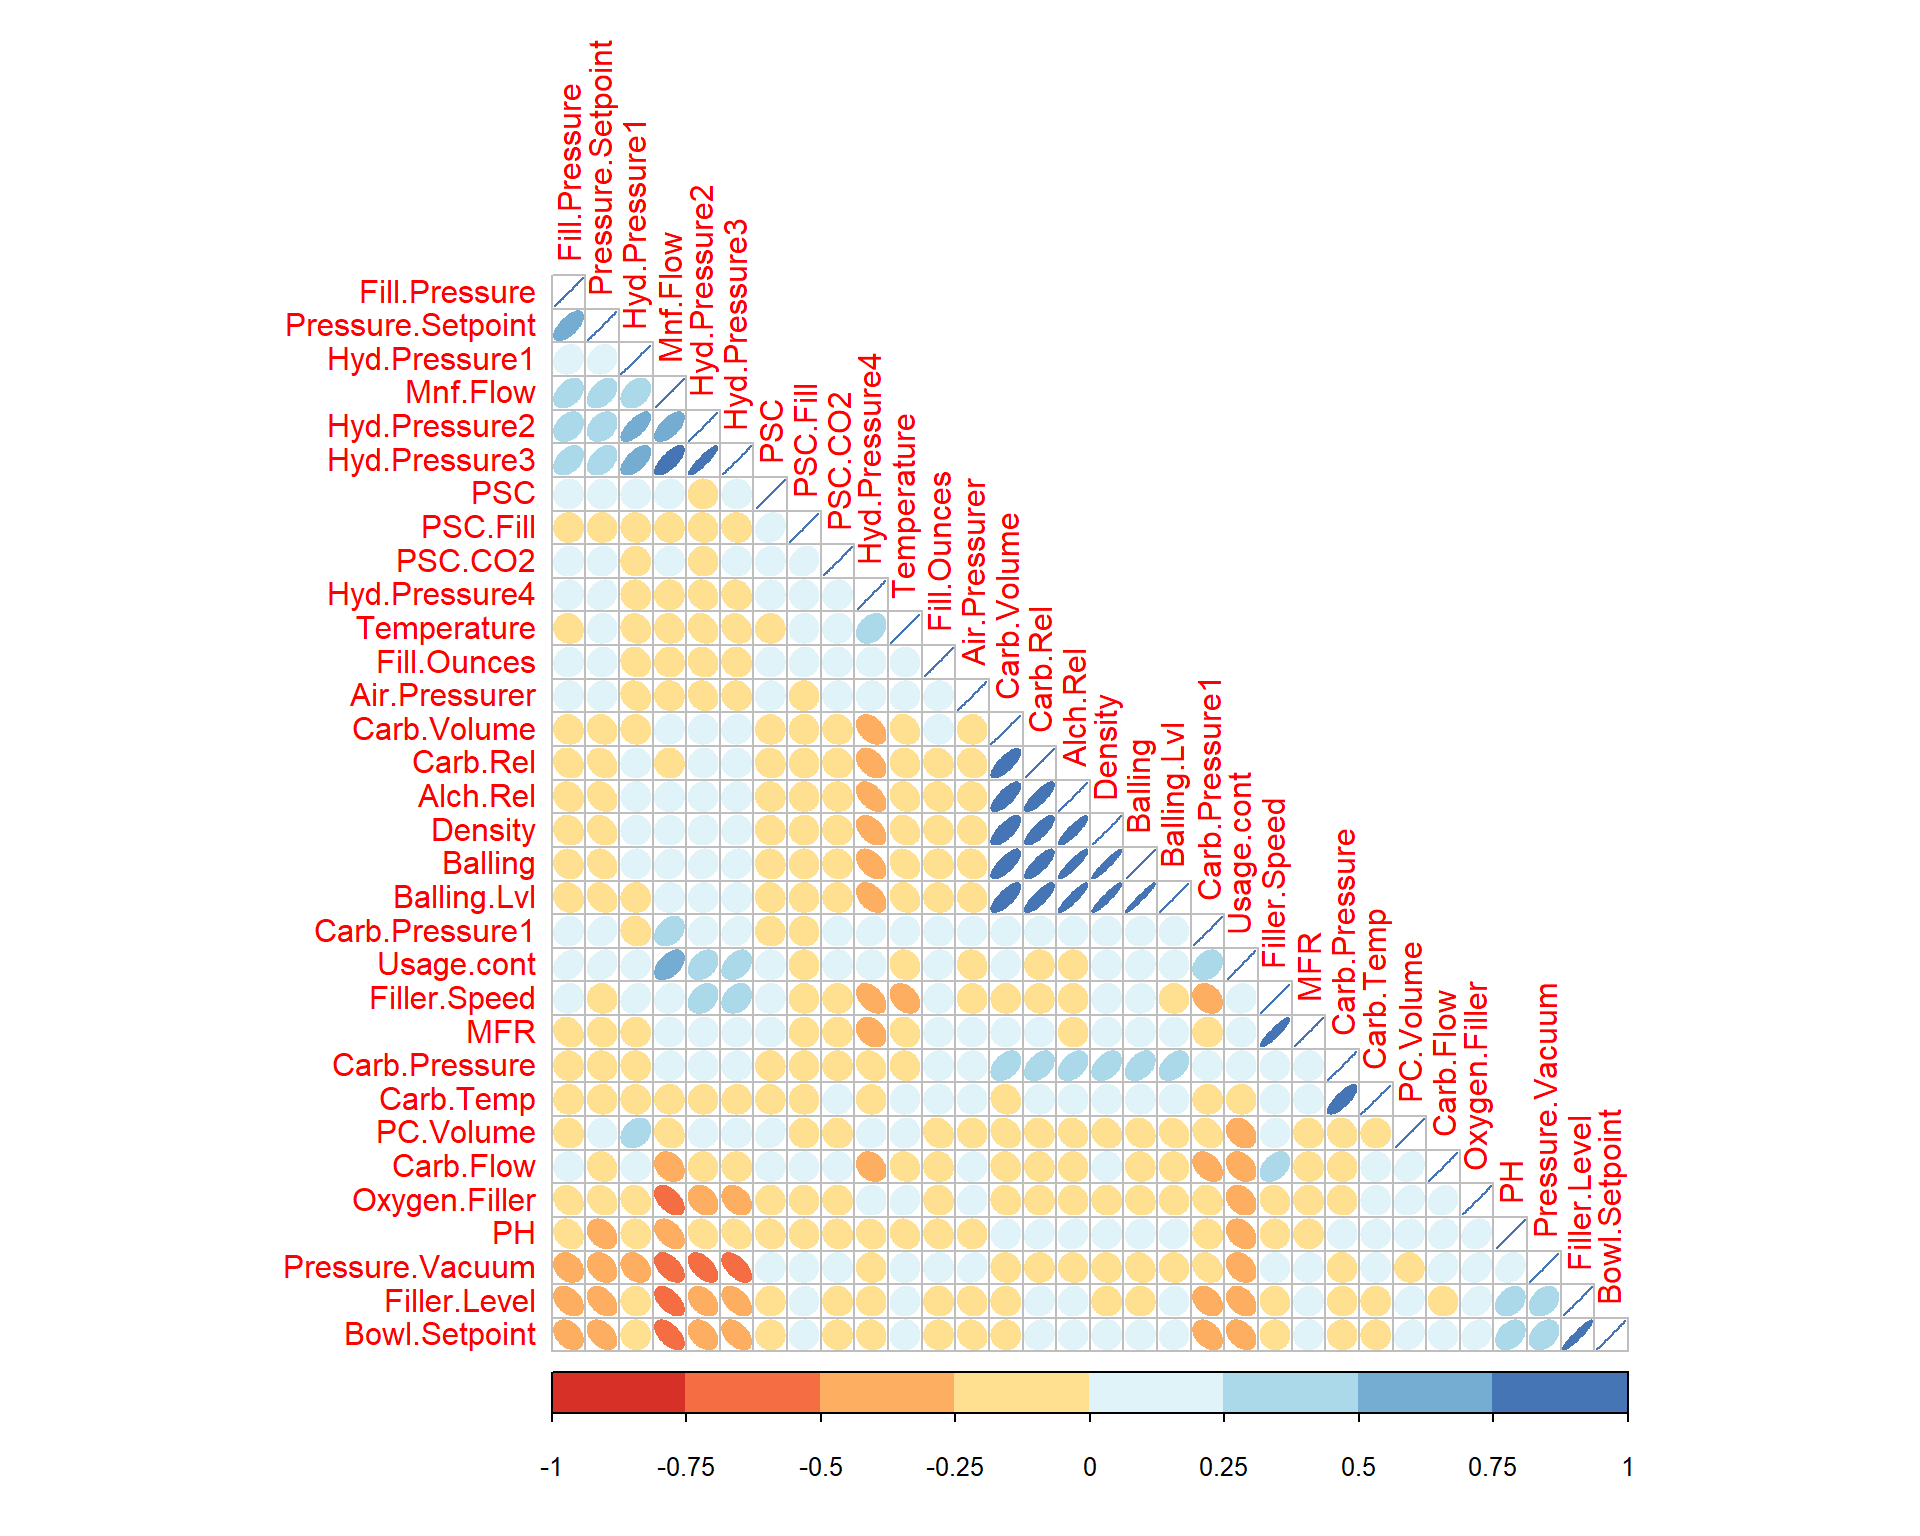 Fill.Pressure
Pressure.Setpoint
Hyd.Pressure1
Mnf.Flow
Hyd.Pressure2
Hyd.Pressure3
PSC
PSC.Fill
PSC.CO2
Hyd.Pressure4
Temperature
Fill.Ounces
Air.Pressurer
Carb.Volume
Carb.Rel
Alch.Rel
Density
Balling
Balling.Lvl
Carb.Pressure1
Usage.cont
Filler.Speed
MFR
Carb.Pressure
Carb.Temp
PC.Volume
Carb.Flow
Oxygen.Filler
PH
Pressure.Vacuum
Filler.Level
Bowl.Setpoint
Fill.Pressure
Pressure.Setpoint
Hyd.Pressure1
Mnf.Flow
Hyd.Pressure2
Hyd.Pressure3
PSC
PSC.Fill
PSC.CO2
Hyd.Pressure4
Temperature
Fill.Ounces
Air.Pressurer
Carb.Volume
Carb.Rel
Alch.Rel
Density
Balling
Balling.Lvl
Carb.Pressure1
Usage.cont
Filler.Speed
MFR
Carb.Pressure
Carb.Temp
PC.Volume
Carb.Flow
Oxygen.Filler
PH
Pressure.Vacuum
Filler.Level
Bowl.Setpoint
-1 -0.75 -0.5 -0.25 0 0.25 0.5 0.75 1